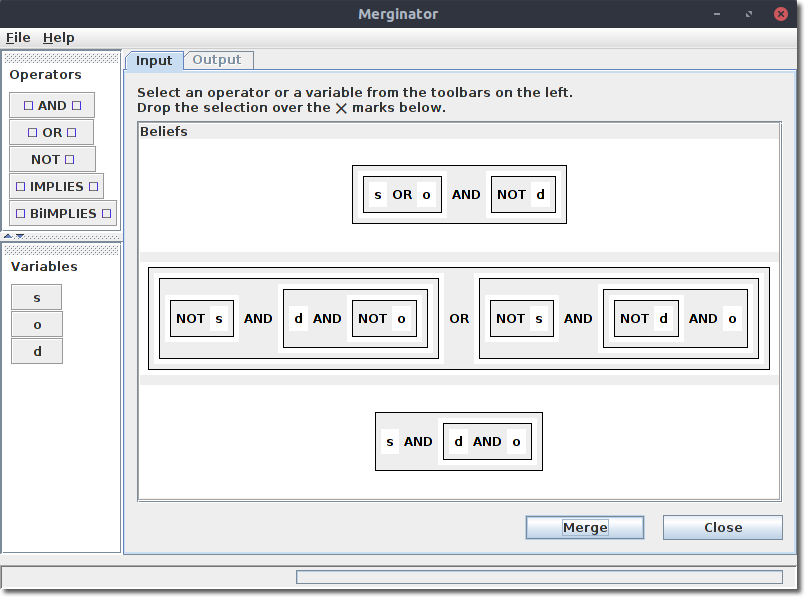 Merginator
File Help
Operators
□ AND □
□ OR □
NOT □
□ IMPLIES □
□ BiIMPLIES □
Variables
s
o
d
Input Output
Select an operator or a variable from the toolbars on the left.
Drop the selection over the ✕ marks below.
Beliefs
s OR o AND NOT d
NOT s AND d AND NOT o OR NOT s AND NOT d AND o
s AND d AND o
Merge Close